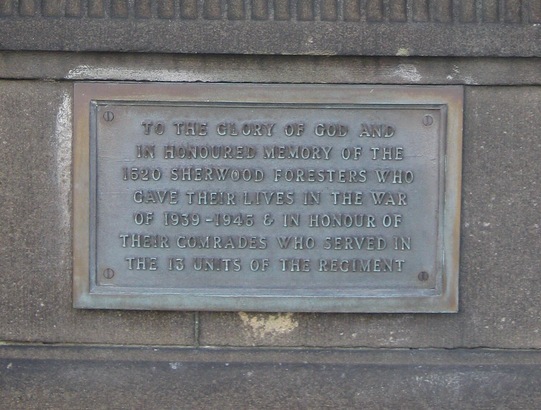 TO THE GLORY OF GOD AND
IN HONOURED MEMORY OF THE
1520 SHERWOOD FORESTERS WHO
GAVE THEIR LIVES IN THE WAR
OF 1939-1945 & IN HONOUR OF
THEIR COMRADES WHO SERVED IN
THE 13 UNITS OF THE REGIMENT